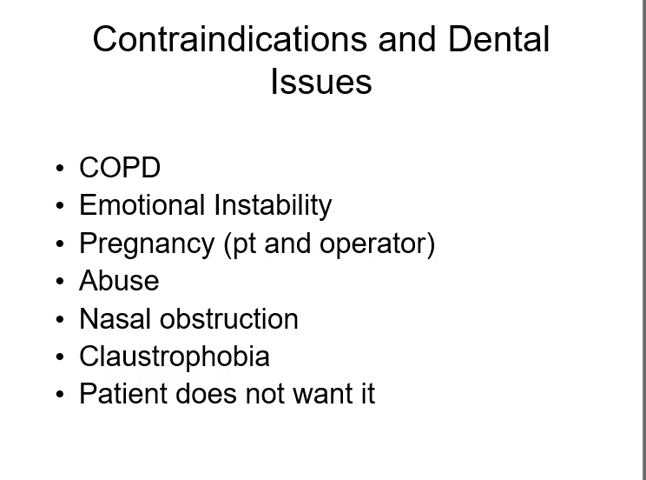 Contraindications and Dental
Issues
• COPD
• Emotional Instability
• Pregnancy (pt and operator)
• Abuse
• Nasal obstruction
• Claustrophobia
• Patient does not want it